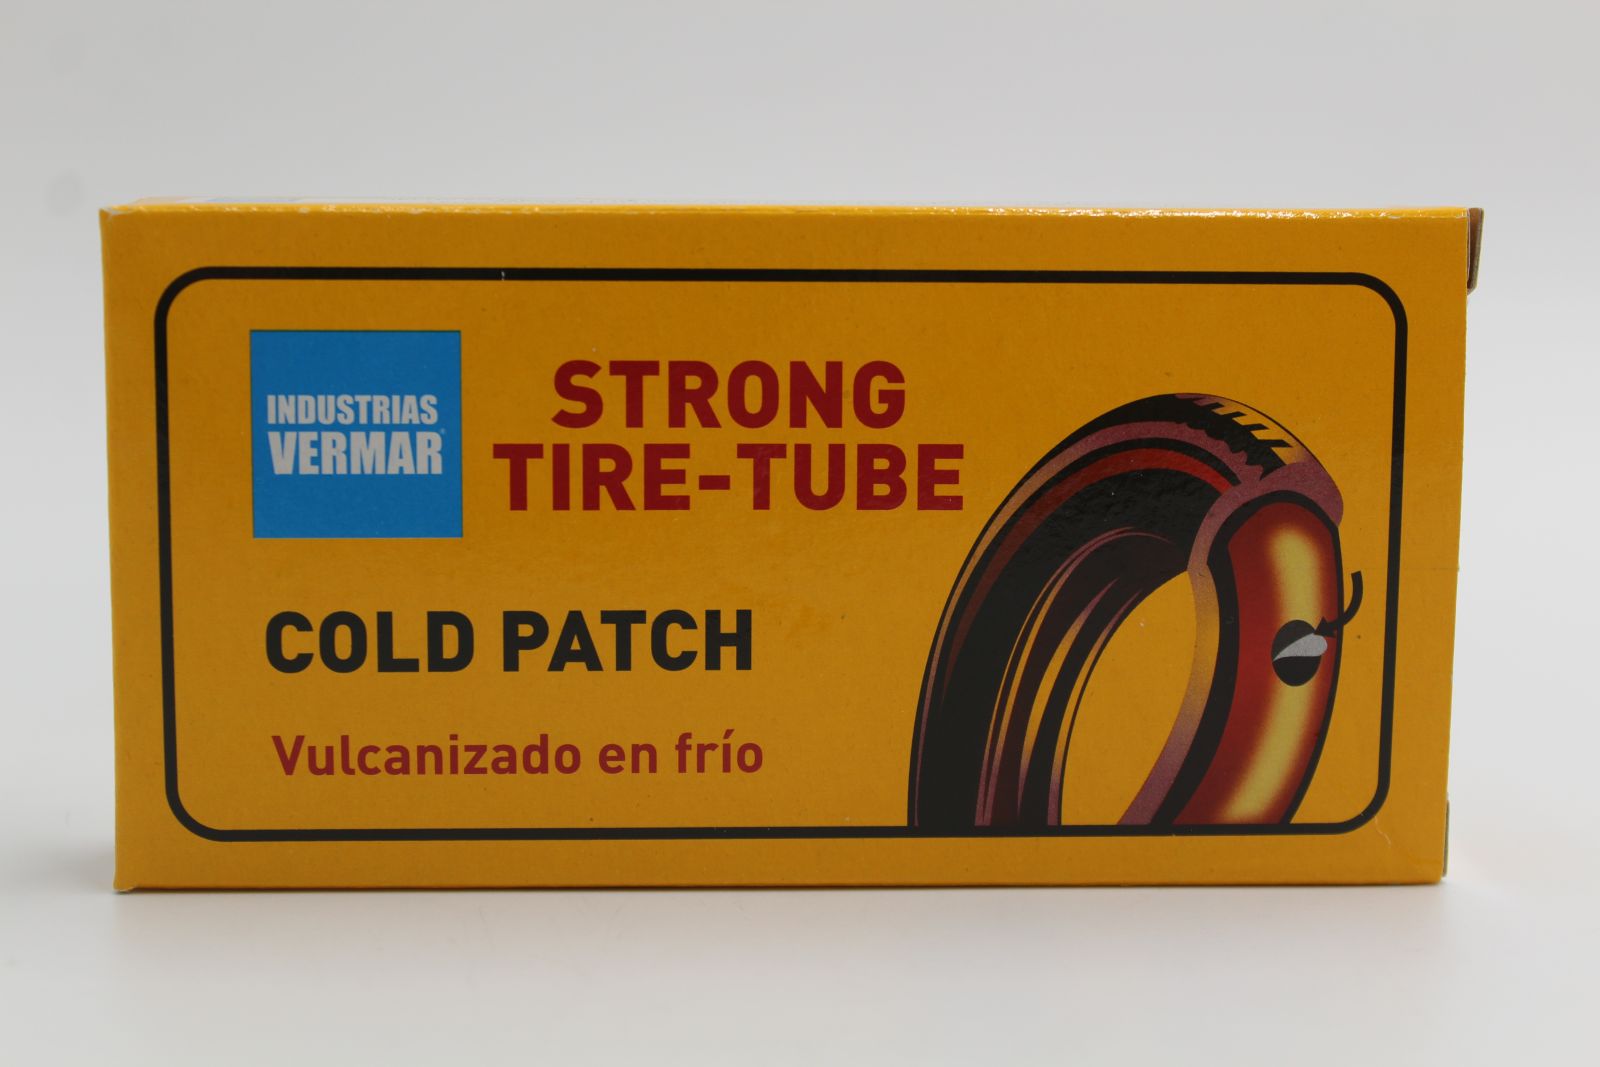 INDUSTRIAS
VERMAR
STRONG
TIRE-TUBE
COLD PATCH
Vulcanizado en frío